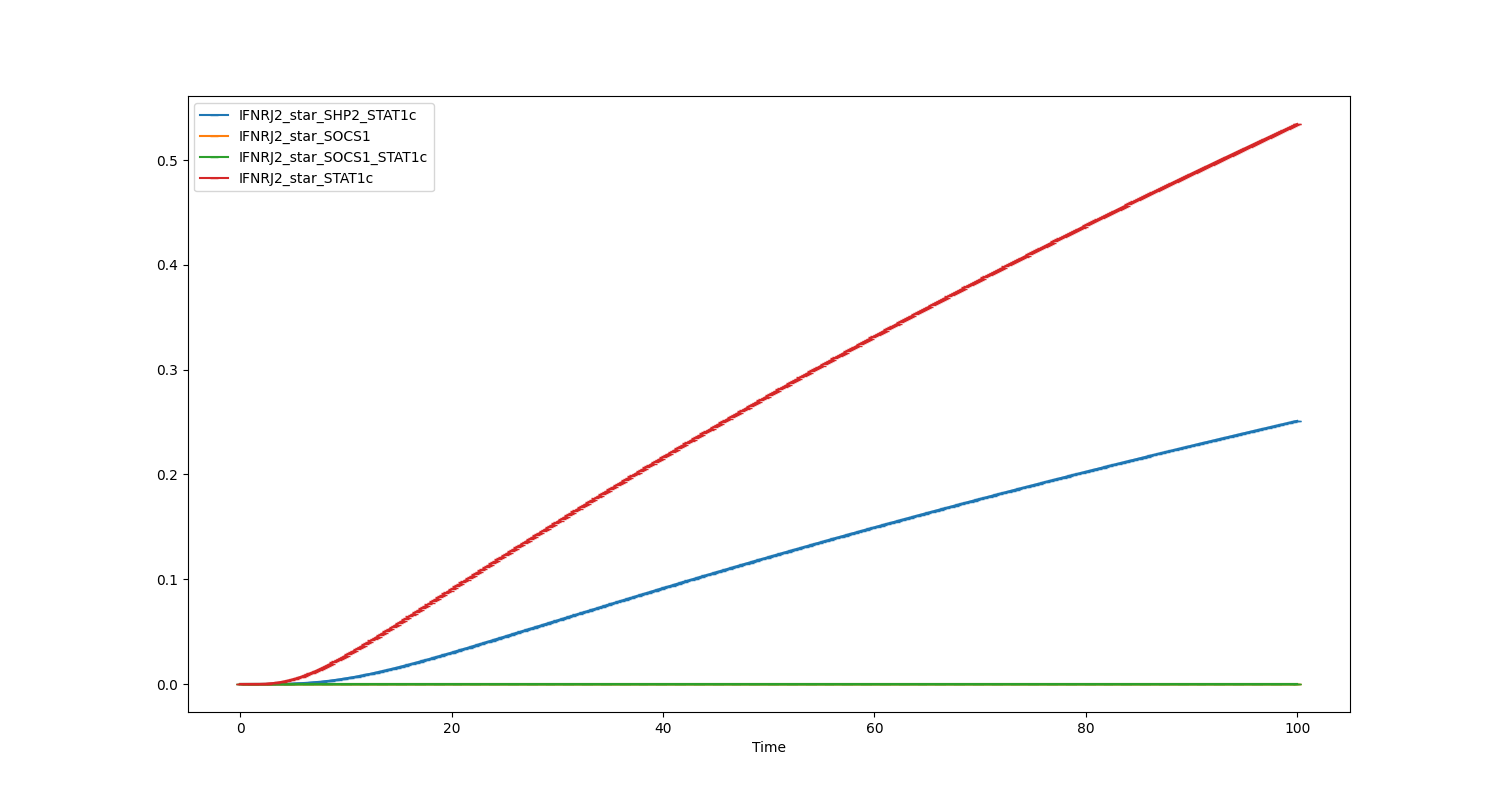 IFNRJ2_star_SHP2_STAT1c
IFNRJ2_star_SOCS1
IFNRJ2_star_SOCS1_STAT1c
IFNRJ2_star_STAT1c
0.5
0.4
0.3
0.2
0.1
0.0
0 20 40 60 80 100
Time